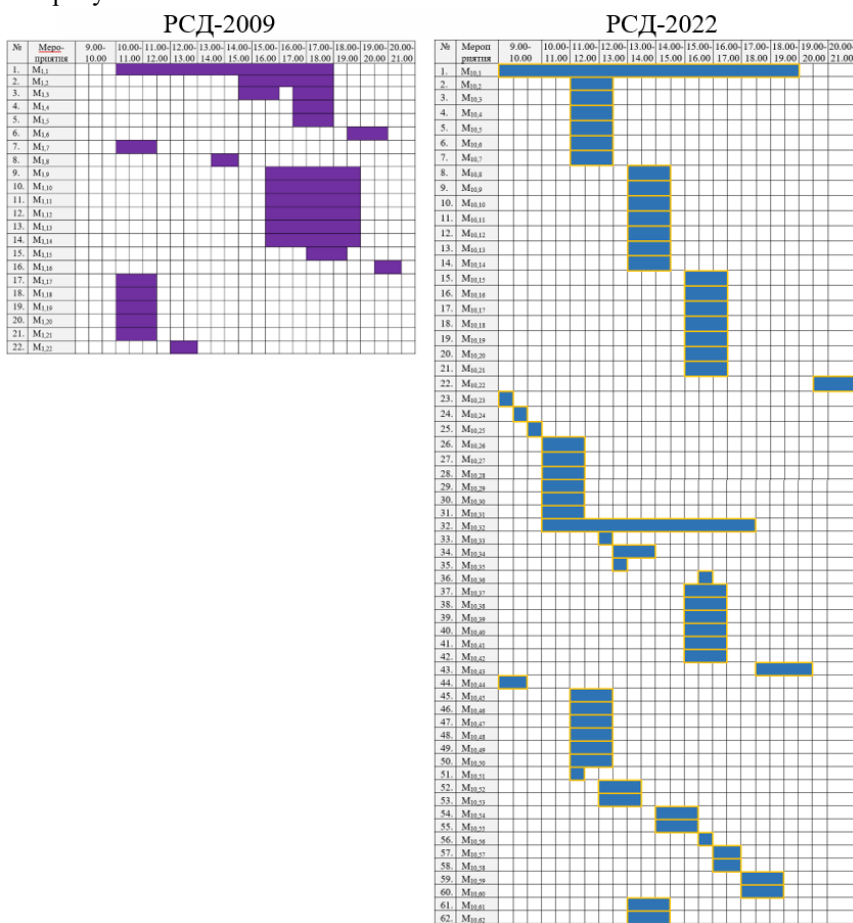 РСД-2009
№ Меро- 9.00- 10.00- 11.00- 12.00- 13.00- 14.00- 15.00- 16.00- 17.00- 18.00- 19.00- 20.00-
приятия 10.00 11.00 12.00 13.00 14.00 15.00 16.00 17.00 18.00 19.00 20.00 21.00
1. М1,1
2. М1,2
3. М1,3
4. М1,4
5. М1,5
6. М1,6
7. М1,7
8. М1,8
9. М1,9
10. М1,10
11. М1,11
12. М1,12
13. М1,13
14. М1,14
15. М1,15
16. М1,16
17. М1,17
18. М1,18
19. М1,19
20. М1,20
21. М1,21
22. М1,22
РСД-2022
№ Мероп 9.00- 10.00- 11.00- 12.00- 13.00- 14.00- 15.00- 16.00- 17.00- 18.00- 19.00- 20.00-
риятия 10.00 11.00 12.00 13.00 14.00 15.00 16.00 17.00 18.00 19.00 20.00 21.00
1. М10,1
2. М10,2
3. М10,3
4. М10,4
5. М10,5
6. М10,6
7. М10,7
8. М10,8
9. М10,9
10. М10,10
11. М10,11
12. М10,12
13. М10,13
14. М10,14
15. М10,15
16. М10,16
17. М10,17
18. М10,18
19. М10,19
20. М10,20
21. М10,21
22. М10,22
23. М10,23
24. М10,24
25. М10,25
26. М10,26
27. М10,27
28. М10,28
29. М10,29
30. М10,30
31. М10,31
32. М10,32
33. М10,33
34. М10,34
35. М10,35
36. М10,36
37. М10,37
38. М10,38
39. М10,39
40. М10,40
41. М10,41
42. М10,42
43. М10,43
44. М10,44
45. М10,45
46. М10,46
47. М10,47
48. М10,48
49. М10,49
50. М10,50
51. М10,51
52. М10,52
53. М10,53
54. М10,54
55. М10,55
56. М10,56
57. М10,57
58. М10,58
59. М10,59
60. М10,60
61. М10,61
62. М10,62